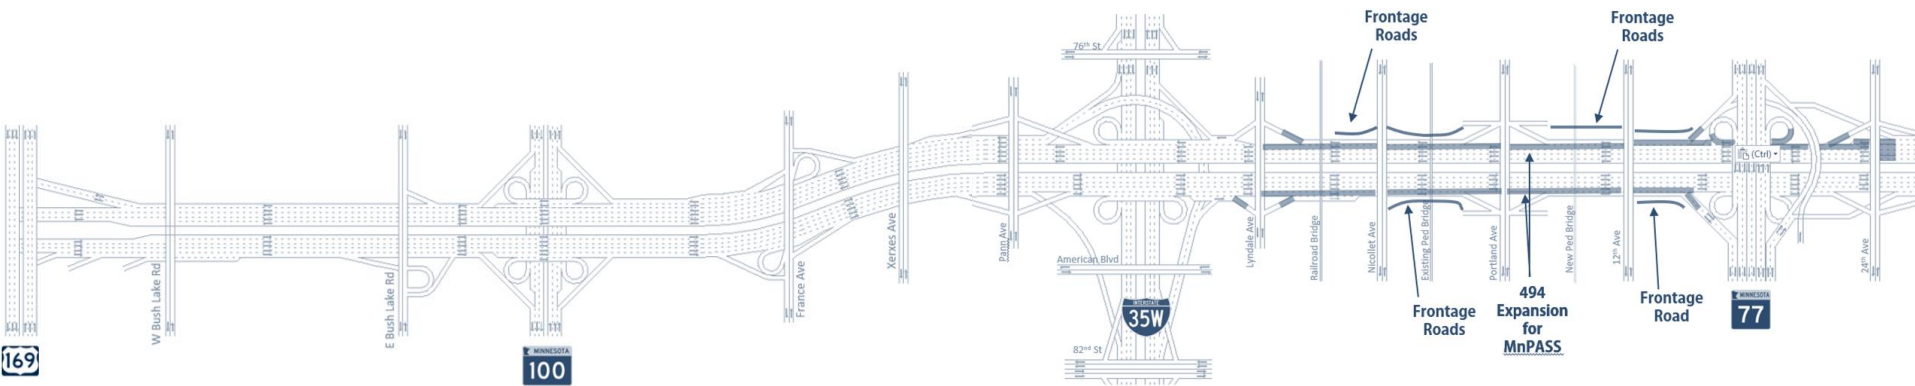 Frontage
Roads
Frontage
Roads
76th St
(Ctrl)
W Bush Lake Rd
E Bush Lake Rd
France Ave
Xerxes Ave
Penn Ave
American Blvd
Lyndale Ave
Railroad Bridge
Nicollet Ave
Existing Ped Bridge
Portland Ave
New Ped Bridge
12th Ave
24th Ave
INTERSTATE
35W
82nd St
Frontage
Roads
494
Expansion
for
MnPASS
Frontage
Road
MINNESOTA
77
169
MINNESOTA
100